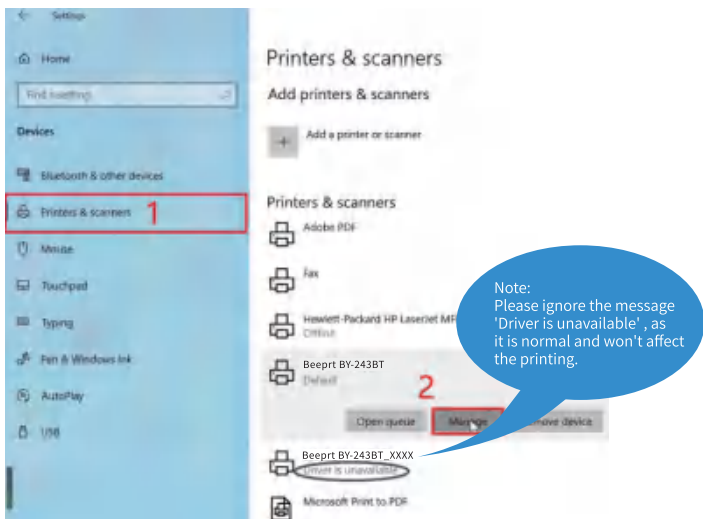 Settings
Home
Find a setting
Devices
Bluetooth & other devices
Printers & scanners
1
Mouse
Touchpad
Typing
Pen & Windows Ink
AutoPlay
USB
Printers & scanners
Add printers & scanners
Add a printer or scanner
Printers & scanners
Adobe PDF
Fax
Hewlett-Packard HP LaserJet
Offline
Beeprt BY-243BT
Default
2
Open queue
Manage
device
Beeprt BY-243BT_XXXX
Driver is unavailable
Microsoft Print to PDF
Note:
Please ignore the message
'Driver is unavailable' , as
it is normal and won't affect
the printing.